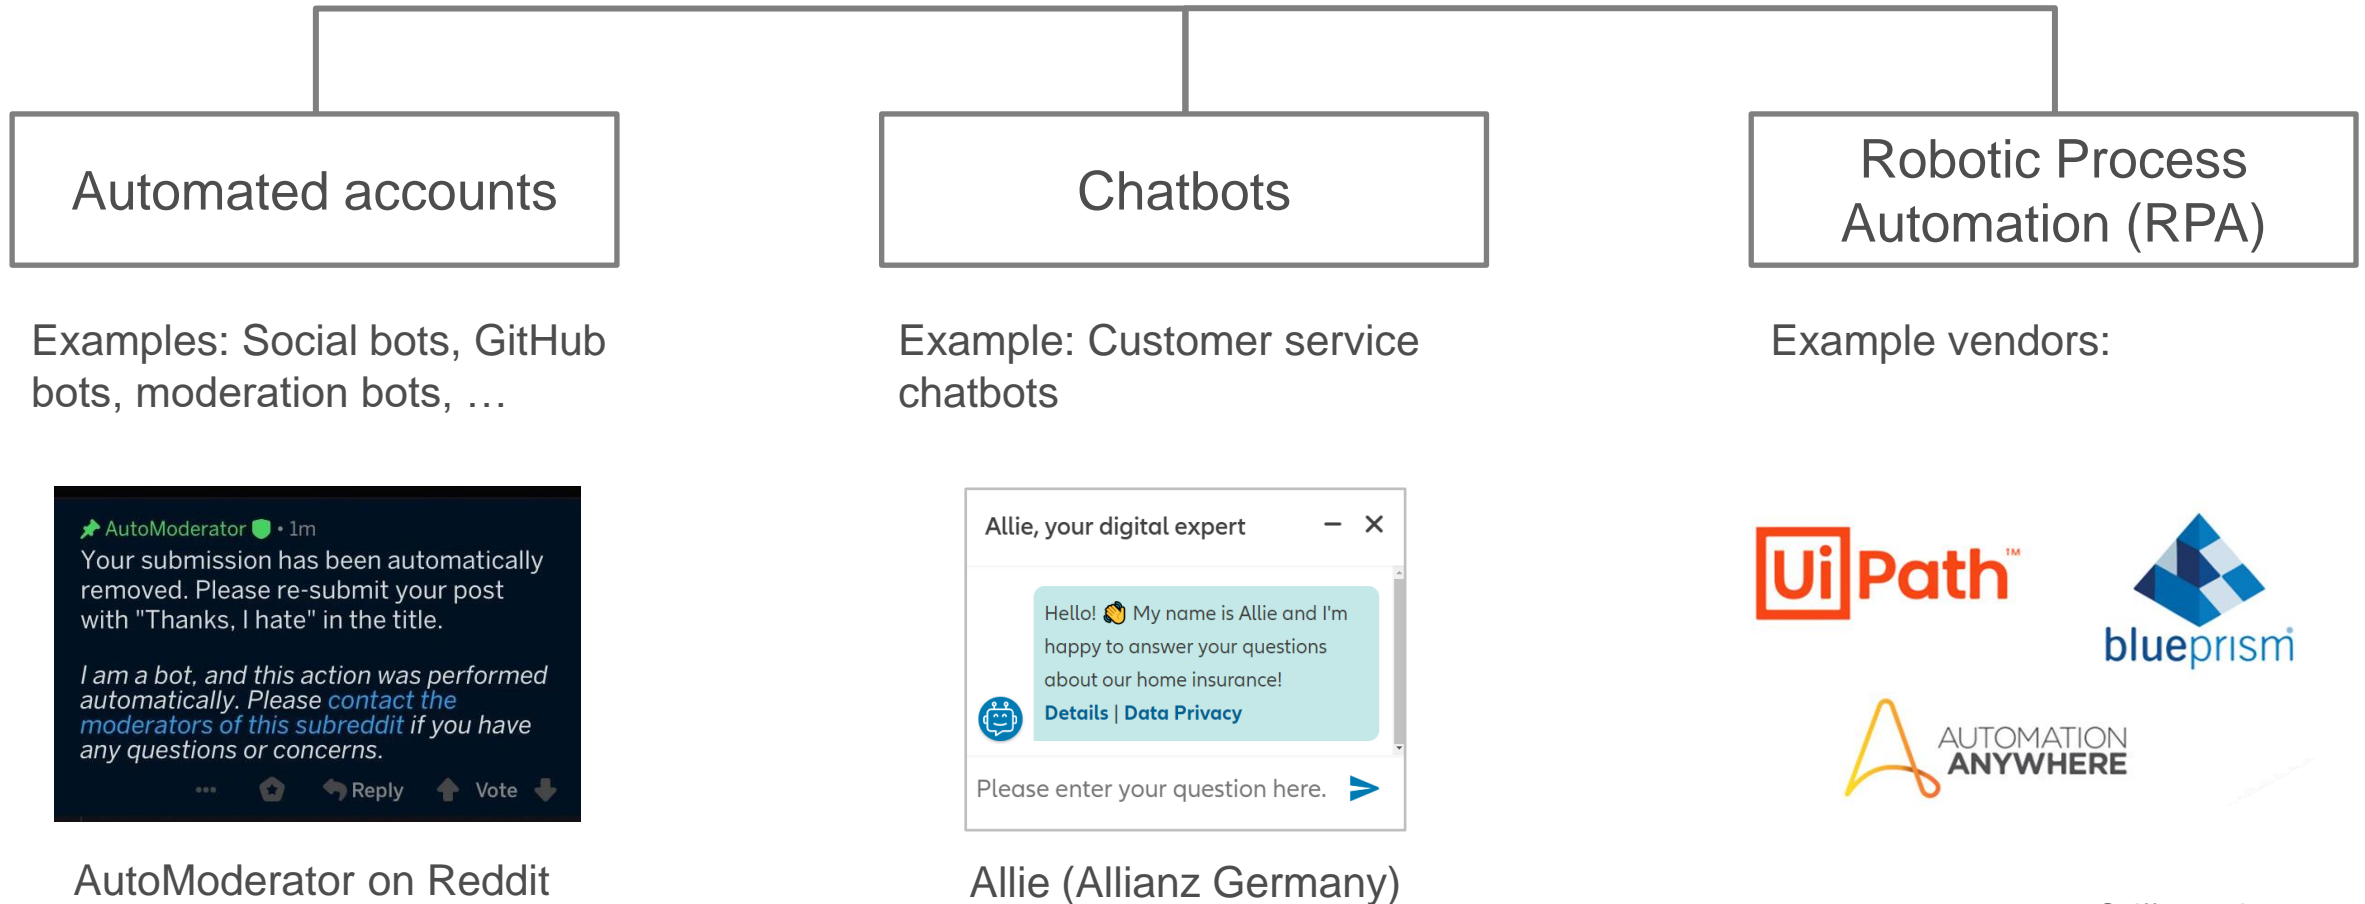 Automated accounts
Examples: Social bots, GitHub
bots, moderation bots, …
AutoModerator • 1m
Your submission has been automatically
removed. Please re-submit your post
with "Thanks, I hate" in the title.
I am a bot, and this action was performed
automatically. Please contact the
moderators of this subreddit if you have
any questions or concerns.
Reply Vote
AutoModerator on Reddit
Chatbots
Example: Customer service
chatbots
Allie, your digital expert
Hello! 👋 My name is Allie and I'm
happy to answer your questions
about our home insurance!
Details | Data Privacy
Please enter your question here.
Allie (Allianz Germany)
Robotic Process
Automation (RPA)
Example vendors:
UiPath™
blueprism
AUTOMATION
ANYWHERE